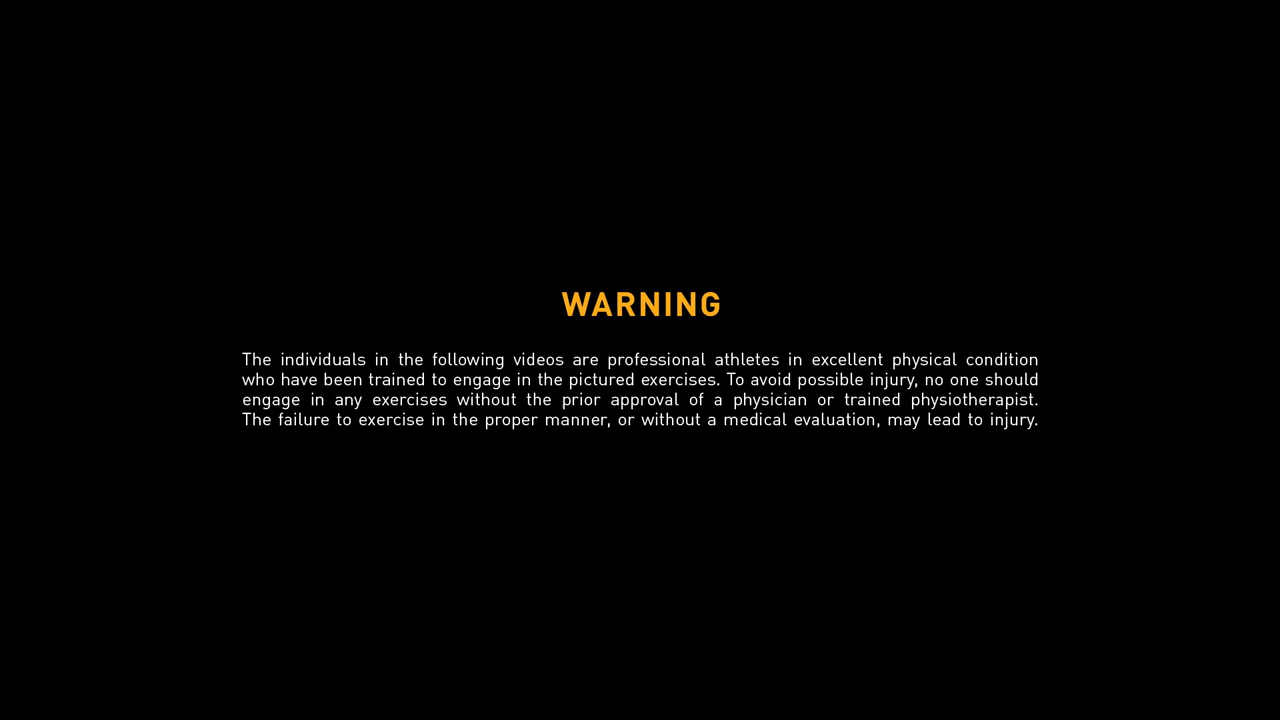 WARNING
The individuals in the following videos are professional athletes in excellent physical condition
who have been trained to engage in the pictured exercises. To avoid possible injury, no one should
engage in any exercises without the prior approval of a physician or trained physiotherapist.
The failure to exercise in the proper manner, or without a medical evaluation, may lead to injury.